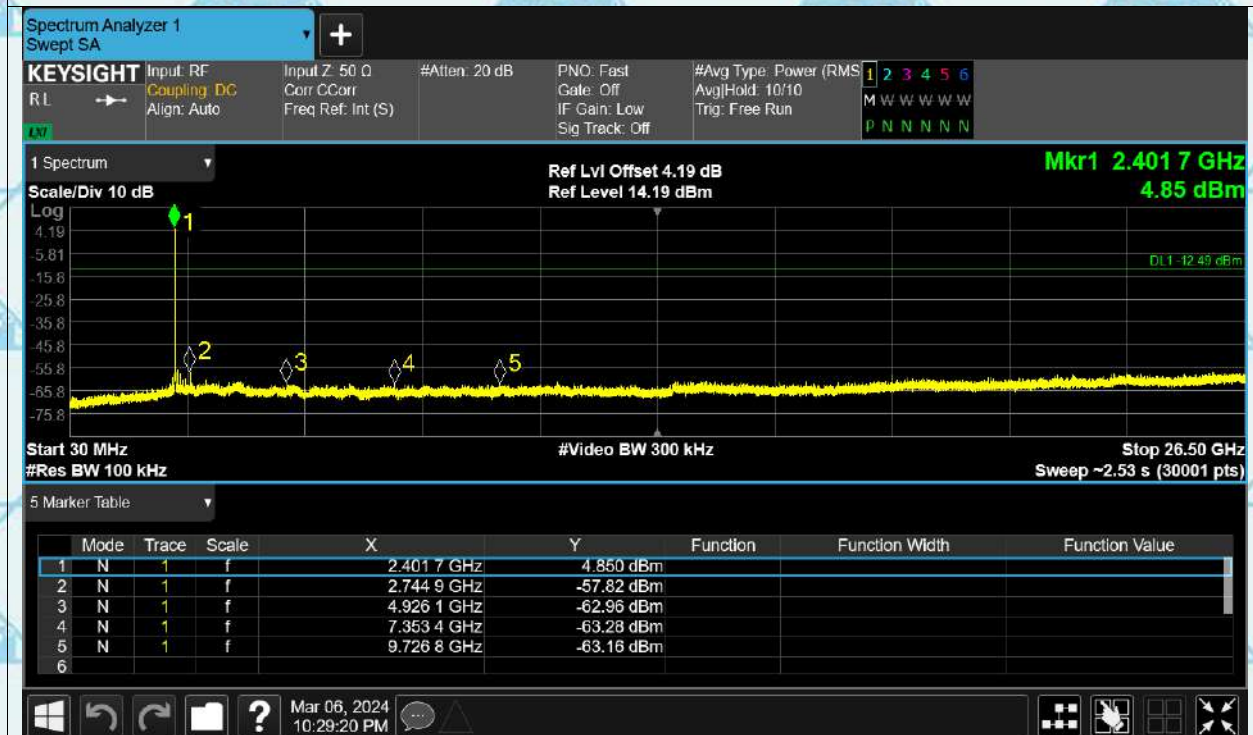 Spectrum Analyzer 1
Swept SA
+
KEYSIGHT Input: RF Input Z: 50 Ω #Atten: 20 dB PNO: Fast #Avg Type: Power (RMS 1 2 3 4 5 6
RL Coupling: DC Corr CCorr Gate: Off Avg|Hold: 10/10 M W W W W W
Align: Auto Freq Ref: Int (S) IF Gain: Low Trig: Free Run
LXI Sig Track: Off P N N N N N
1 Spectrum
Ref Lvl Offset 4.19 dB Mkr1 2.401 7 GHz
Scale/Div 10 dB Ref Level 14.19 dBm 4.85 dBm
Log
1
4.19
-5.81
DL1 -12.49 dBm
-15.8
-25.8
-35.8
-45.8
2 3 4 5
-55.8
-65.8
-75.8
Start 30 MHz #Video BW 300 kHz Stop 26.50 GHz
#Res BW 100 kHz Sweep ~2.53 s (30001 pts)
5 Marker Table
Mode Trace Scale X Y Function Function Width Function Value
1 N 1 f 2.401 7 GHz 4.850 dBm
2 N 1 f 2.744 9 GHz -57.82 dBm
3 N 1 f 4.926 1 GHz -62.96 dBm
4 N 1 f 7.353 4 GHz -63.28 dBm
5 N 1 f 9.726 8 GHz -63.16 dBm
6
? Mar 06, 2024
10:29:20 PM